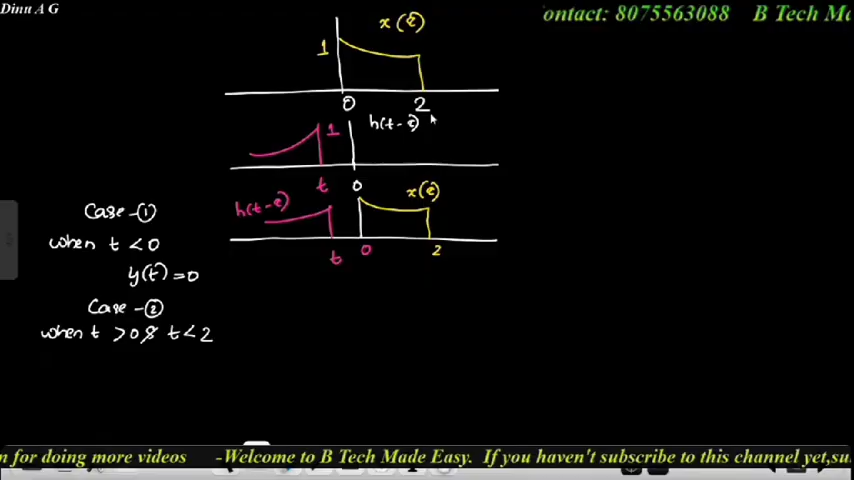 Dinu A G
ontact: 8075563088 B Tech Ma
x(τ)
1
0 2
h(t-τ)
1
t 0
x(τ)
h(t-τ)
t 0 2
Case-①
when t < 0
y(t) = 0
Case-②
when t > 0 & t < 2
n for doing more videos -Welcome to B Tech Made Easy. If you haven't subscribe to this channel yet,su